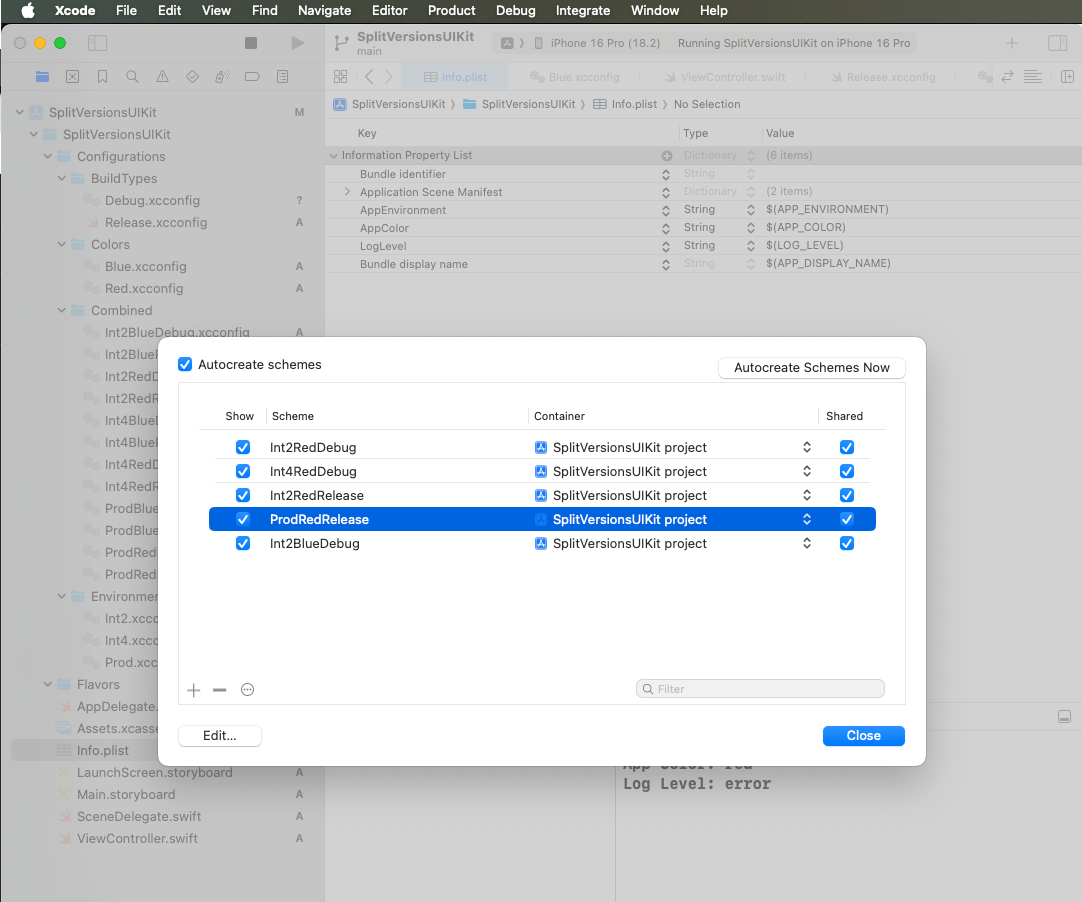 Xcode File Edit View Find Navigate Editor Product Debug Integrate Window Help
SplitVersionsUIKit
main
iPhone 16 Pro (18.2)
Running SplitVersionsUIKit on iPhone 16 Pro
Info.plist
Blue.xcconfig
ViewController.swift
Release.xcconfig
SplitVersionsUIKit 〉 SplitVersionsUIKit 〉 Info.plist 〉 No Selection
Key Type Value
Information Property List Dictionary (6 items)
Bundle identifier String
Application Scene Manifest Dictionary (2 items)
AppEnvironment String $(APP_ENVIRONMENT)
AppColor String $(APP_COLOR)
LogLevel String $(LOG_LEVEL)
Bundle display name String $(APP_DISPLAY_NAME)
SplitVersionsUIKit M
SplitVersionsUIKit
Configurations
BuildTypes
Debug.xcconfig ?
Release.xcconfig A
Colors
Blue.xcconfig A
Red.xcconfig A
Combined
Int2BlueDebug.xcconfig A
Int2Blue
Int2RedD
Int2RedR
Int4Blue
Int4Blue
Int4RedD
Int4RedR
ProdBlue
ProdBlue
ProdRed
ProdRed
Environmen
Int2.xcco
Int4.xcco
Prod.xcc
Flavors
AppDelegate.
Assets.xcasse
Info.plist
LaunchScreen.storyboard A
Main.storyboard A
SceneDelegate.swift A
ViewController.swift A
Autocreate schemes
Autocreate Schemes Now
Show Scheme Container Shared
Int2RedDebug SplitVersionsUIKit project
Int4RedDebug SplitVersionsUIKit project
Int2RedRelease SplitVersionsUIKit project
ProdRedRelease SplitVersionsUIKit project
Int2BlueDebug SplitVersionsUIKit project
Filter
Edit...
Close
App Color: red
Log Level: error